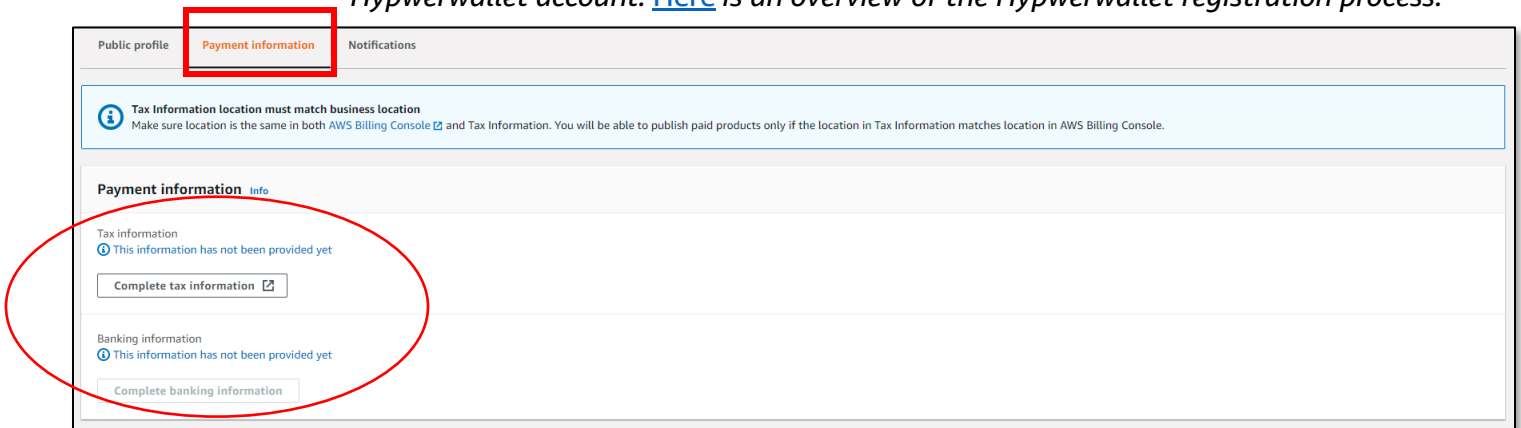 Hypwerwallet account. Here is an overview of the Hypwerwallet registration process.
Public profile Payment information Notifications
Tax Information location must match business location
Make sure location is the same in both AWS Billing Console and Tax Information. You will be able to publish paid products only if the location in Tax Information matches location in AWS Billing Console.
Payment information Info
Tax information
This information has not been provided yet
Complete tax information
Banking information
This information has not been provided yet
Complete banking information